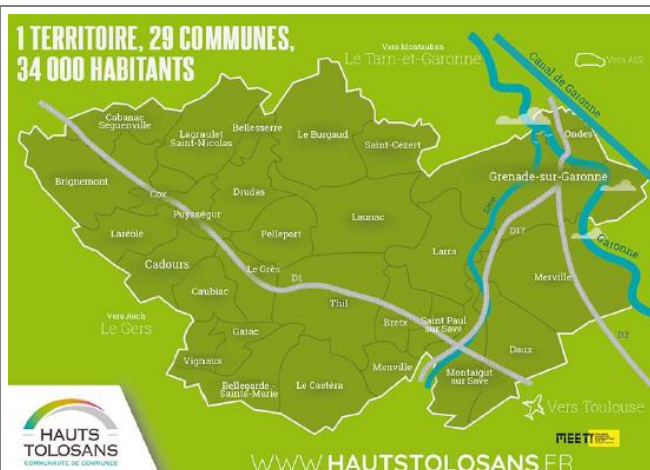 1 TERRITOIRE, 29 COMMUNES,
34 000 HABITANTS
Vers Montauban
Le Tarn-et-Garonne
Vers A62
Canal de Garonne
Cabanac
Séguenville
Lagraulet
Saint-Nicolas
Bellesserre
Le Burgaud
Saint-Cézert
Ondes
Grenade-sur-Garonne
Brignemont
Cox
Drudas
Puysségur
Launac
Save
Laréole
Pelleport
Larra
D17
Garonne
Cadours
Le Grès
D1
Merville
Caubiac
Thil
Vers Auch
Le Gers
Garac
Bretx
Saint Paul
sur Save
D2
Vignaux
Menville
Daux
Bellegarde
Sainte-Marie
Le Castéra
Montaigut
sur Save
Vers Toulouse
HAUTS
TOLOSANS
COMMUNAUTÉ DE COMMUNES
MEETT
WWW.HAUTSTOLOSANS.FR